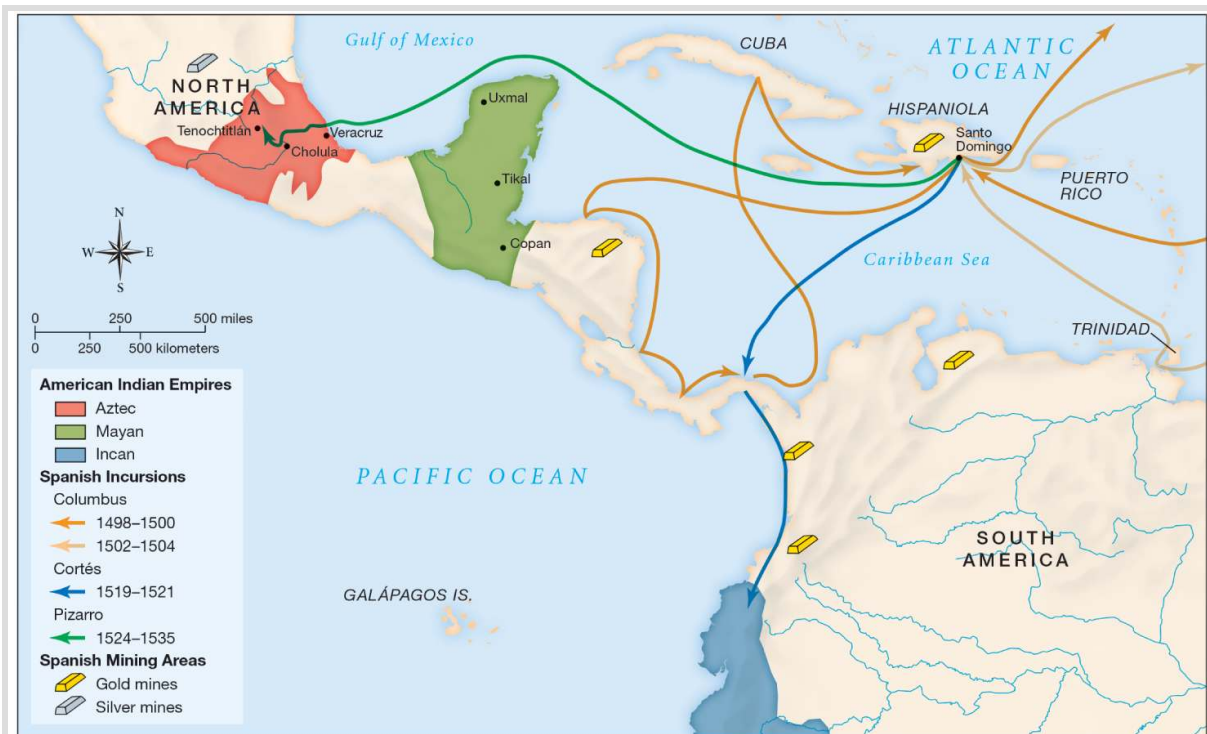 Gulf of Mexico
CUBA
ATLANTIC
OCEAN
NORTH
AMERICA
Uxmal
HISPANIOLA
Tenochtitlán
Veracruz
Santo
Domingo
Cholula
PUERTO
RICO
Tikal
N
W
E
S
Copan
Caribbean Sea
0 250 500 miles
0 250 500 kilometers
TRINIDAD
American Indian Empires
Aztec
Mayan
Incan
Spanish Incursions
Columbus
1498–1500
1502–1504
Cortés
1519–1521
Pizarro
1524–1535
Spanish Mining Areas
Gold mines
Silver mines
PACIFIC OCEAN
SOUTH
AMERICA
GALÁPAGOS IS.